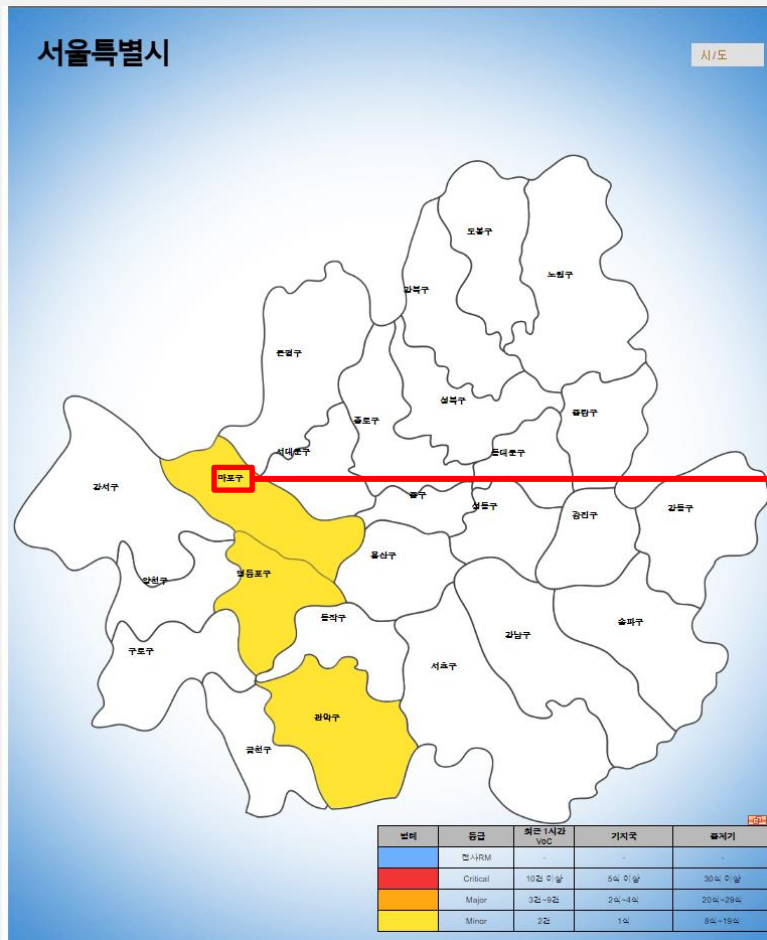 서울특별시
시/도
도봉구
노원구
강북구
은평구
성북구
중랑구
종로구
서대문구
동대문구
마포구
강서구
중구
성동구
광진구
강동구
용산구
양천구
영등포구
동작구
송파구
강남구
구로구
서초구
관악구
금천구
범례 등급 최근 1시간 VoC 기지국 중계기
행사RM - - -
Critical 10건 이상 5식 이상 30식 이상
Major 3건~9건 2식~4식 20식~29식
Minor 2건 1식 8식~19식